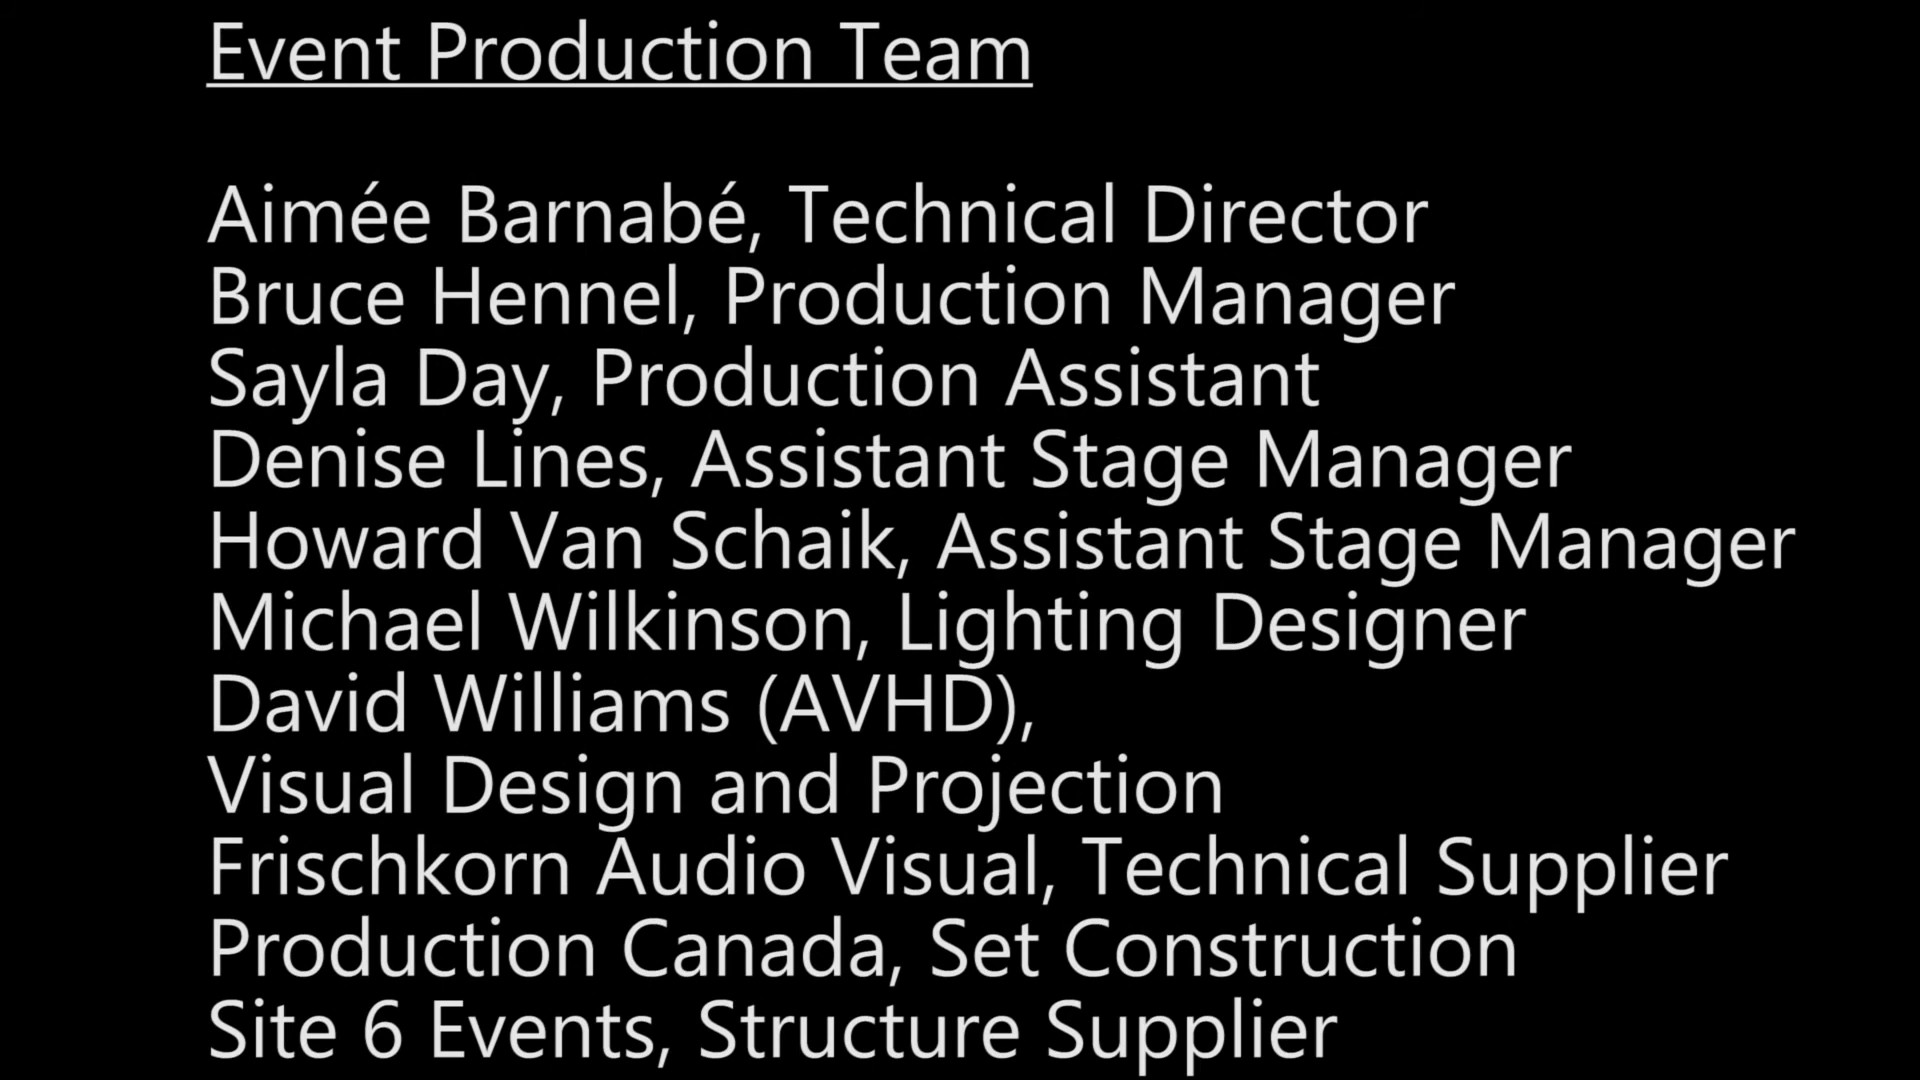 Event Production Team
Aimée Barnabé, Technical Director
Bruce Hennel, Production Manager
Sayla Day, Production Assistant
Denise Lines, Assistant Stage Manager
Howard Van Schaik, Assistant Stage Manager
Michael Wilkinson, Lighting Designer
David Williams (AVHD),
Visual Design and Projection
Frischkorn Audio Visual, Technical Supplier
Production Canada, Set Construction
Site 6 Events, Structure Supplier